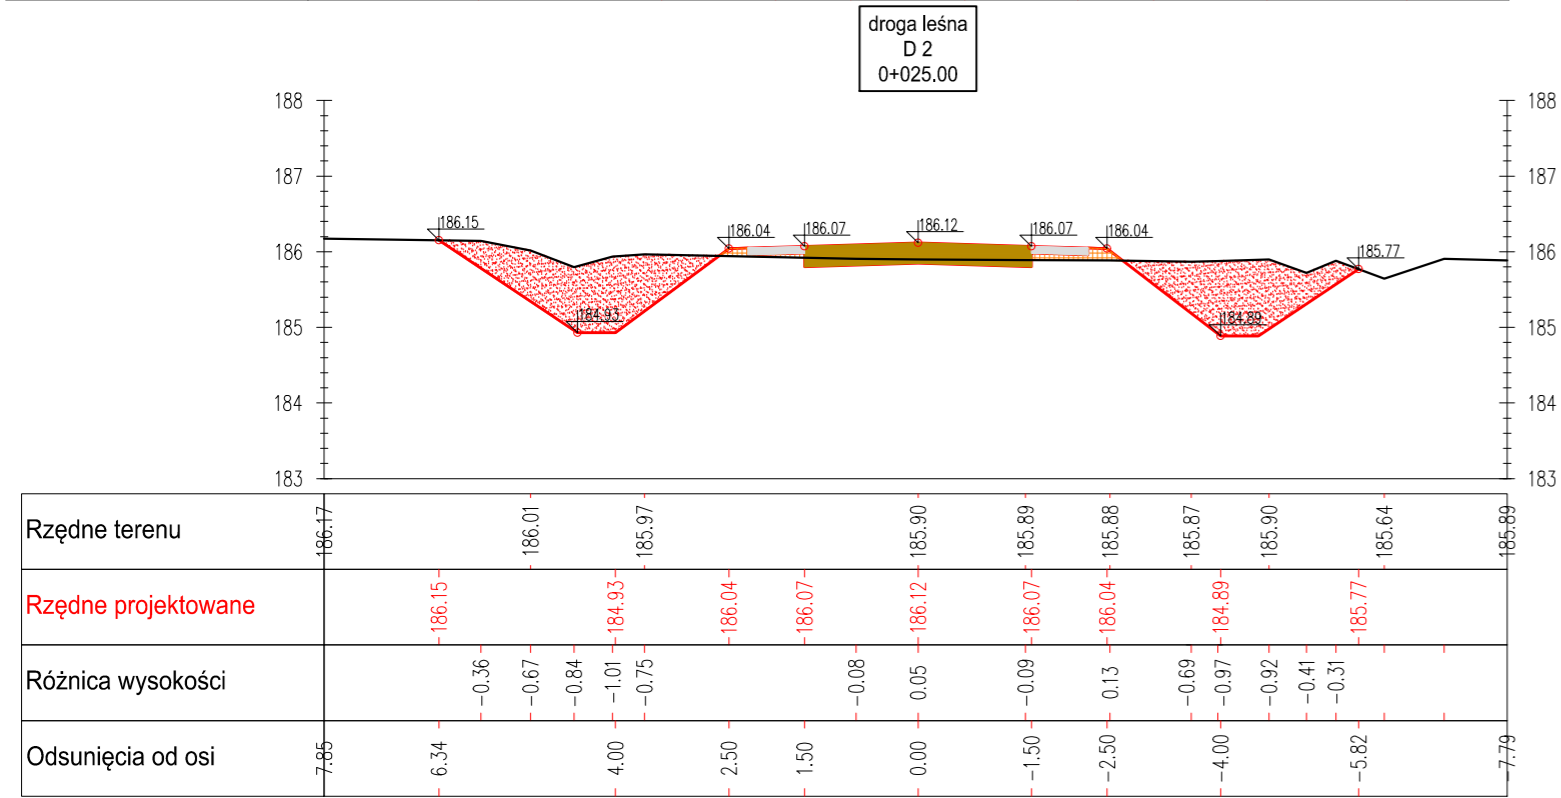 droga leśna
D 2
0+025.00
188 188
187 187
186 186
185 185
184 184
183 183
186.15 186.04 186.07 186.12 186.07 186.04 185.77
184.93 184.89
Rzędne terenu 186.17 186.01 185.97 185.90 185.89 185.88 185.87 185.90 185.64 185.89
Rzędne projektowane 186.15 184.93 186.04 186.07 186.12 186.07 186.04 184.89 185.77
Różnica wysokości -0.36 -0.67 -0.84 -1.01 -0.75 -0.08 0.05 -0.09 0.13 -0.69 -0.97 -0.92 -0.41 -0.31
Odsunięcia od osi 7.85 6.34 4.00 2.50 1.50 0.00 -1.50 -2.50 -4.00 -5.82 -7.79